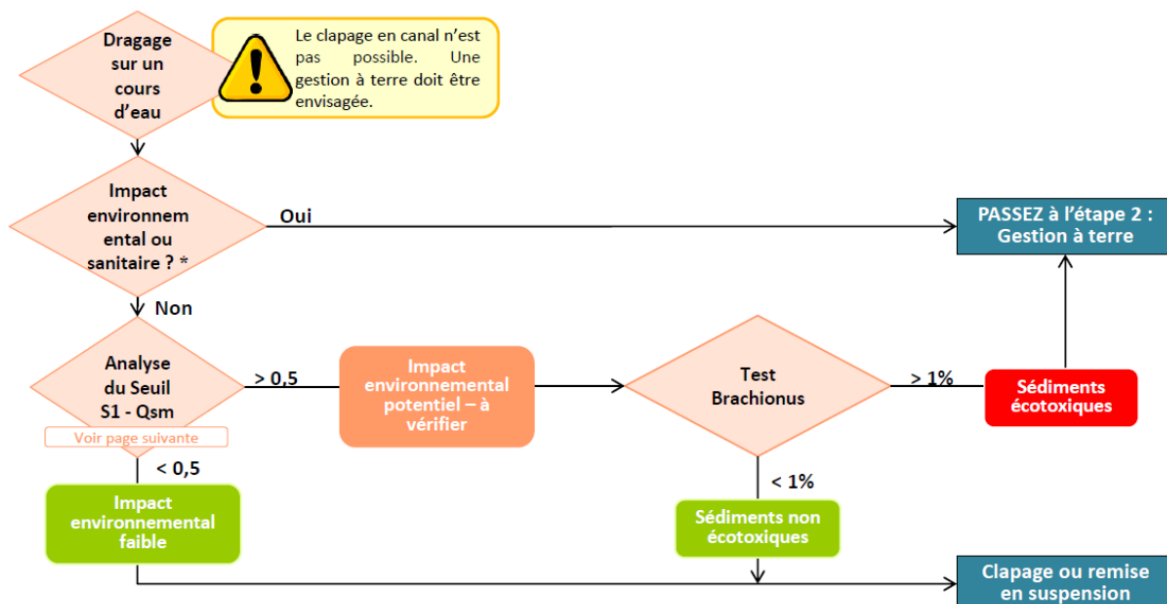 Dragage
sur un
cours
d'eau
Le clapage en canal n'est
pas possible. Une
gestion à terre doit être
envisagée.
Impact
environnem
ental ou
sanitaire ? *
Oui
PASSEZ à l'étape 2 :
Gestion à terre
Non
Analyse
du Seuil
S1 - Qsm
Voir page suivante
> 0,5
Impact
environnemental
potentiel – à
vérifier
Test
Brachionus
> 1%
Sédiments
écotoxiques
< 0,5
Impact
environnemental
faible
< 1%
Sédiments non
écotoxiques
Clapage ou remise
en suspension